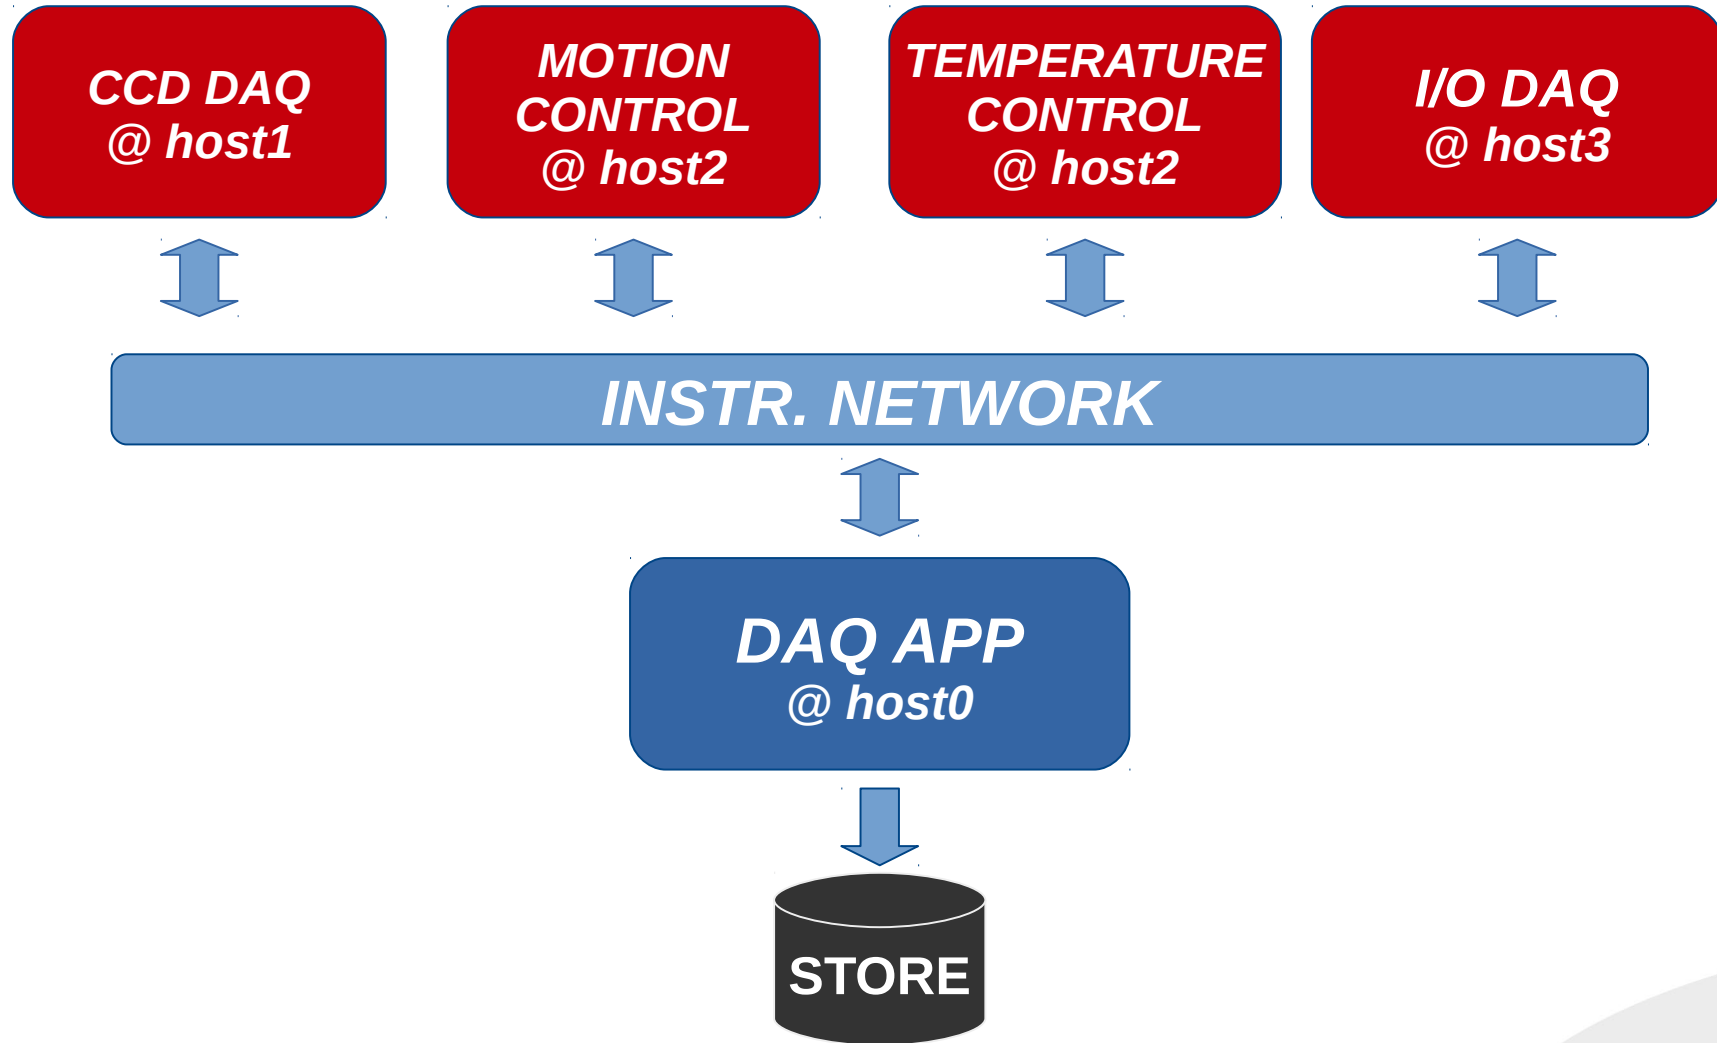 CCD DAQ
@ host1
MOTION
CONTROL
@ host2
TEMPERATURE
CONTROL
@ host2
I/O DAQ
@ host3
INSTR. NETWORK
DAQ APP
@ host0
STORE